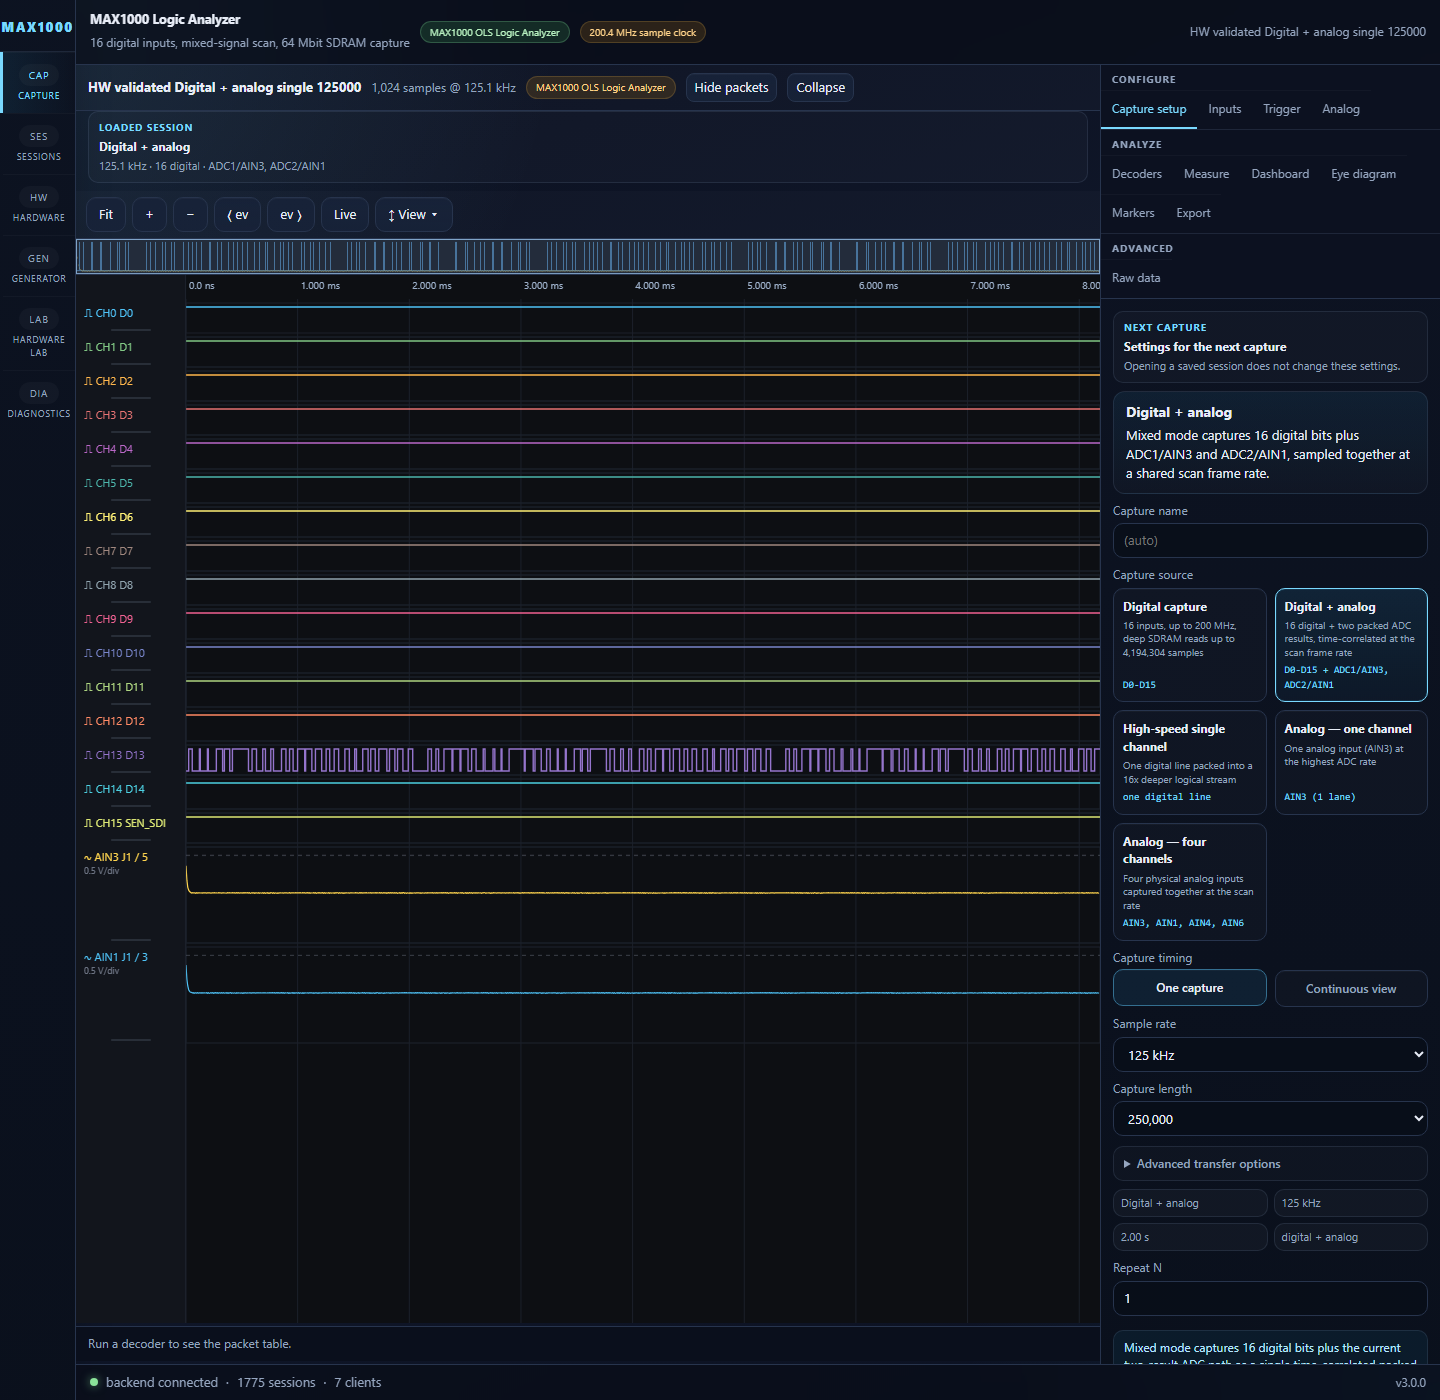 MAX1000
CAP
CAPTURE
SES
SESSIONS
HW
HARDWARE
GEN
GENERATOR
LAB
HARDWARE
LAB
DIA
DIAGNOSTICS
MAX1000 Logic Analyzer
16 digital inputs, mixed-signal scan, 64 Mbit SDRAM capture
MAX1000 OLS Logic Analyzer
200.4 MHz sample clock
HW validated Digital + analog single 125000
HW validated Digital + analog single 125000
1,024 samples @ 125.1 kHz
MAX1000 OLS Logic Analyzer
Hide packets
Collapse
LOADED SESSION
Digital + analog
125.1 kHz · 16 digital · ADC1/AIN3, ADC2/AIN1
Fit
+
−
⟨ ev
ev ⟩
Live
↕ View ▾
0.0 ns
1.000 ms
2.000 ms
3.000 ms
4.000 ms
5.000 ms
6.000 ms
7.000 ms
8.00
CH0 D0
CH1 D1
CH2 D2
CH3 D3
CH4 D4
CH5 D5
CH6 D6
CH7 D7
CH8 D8
CH9 D9
CH10 D10
CH11 D11
CH12 D12
CH13 D13
CH14 D14
CH15 SEN_SDI
∿ AIN3 J1 / 5
0.5 V/div
∿ AIN1 J1 / 3
0.5 V/div
Run a decoder to see the packet table.
CONFIGURE
Capture setup
Inputs
Trigger
Analog
ANALYZE
Decoders
Measure
Dashboard
Eye diagram
Markers
Export
ADVANCED
Raw data
NEXT CAPTURE
Settings for the next capture
Opening a saved session does not change these settings.
Digital + analog
Mixed mode captures 16 digital bits plus
ADC1/AIN3 and ADC2/AIN1, sampled together at
a shared scan frame rate.
Capture name
(auto)
Capture source
Digital capture
16 inputs, up to 200 MHz,
deep SDRAM reads up to
4,194,304 samples
D0-D15
Digital + analog
16 digital + two packed ADC
results, time-correlated at the
scan frame rate
D0-D15 + ADC1/AIN3,
ADC2/AIN1
High-speed single
channel
One digital line packed into a
16x deeper logical stream
one digital line
Analog — one channel
One analog input (AIN3) at
the highest ADC rate
AIN3 (1 lane)
Analog — four
channels
Four physical analog inputs
captured together at the scan
rate
AIN3, AIN1, AIN4, AIN6
Capture timing
One capture
Continuous view
Sample rate
125 kHz
Capture length
250,000
▶ Advanced transfer options
Digital + analog
125 kHz
2.00 s
digital + analog
Repeat N
1
Mixed mode captures 16 digital bits plus the current
two-result ADC path as a single time-correlated packed
backend connected · 1775 sessions · 7 clients
v3.0.0